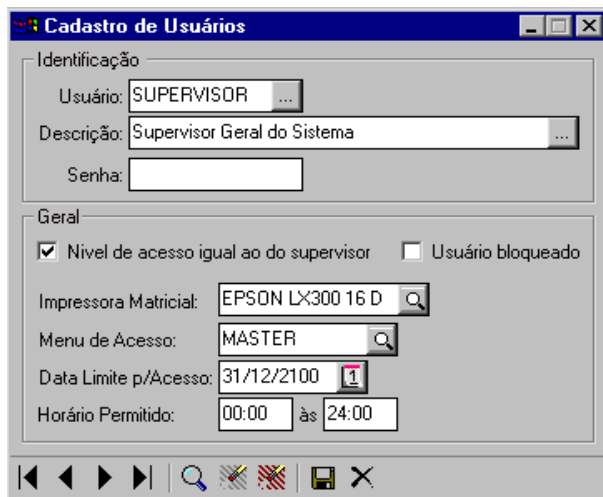 Cadastro de Usuários
Identificação
Usuário: SUPERVISOR ...
Descrição: Supervisor Geral do Sistema ...
Senha:
Geral
Nivel de acesso igual ao do supervisor Usuário bloqueado
Impressora Matricial: EPSON LX300 16 D
Menu de Acesso: MASTER
Data Limite p/Acesso: 31/12/2100 1
Horário Permitido: 00:00 às 24:00